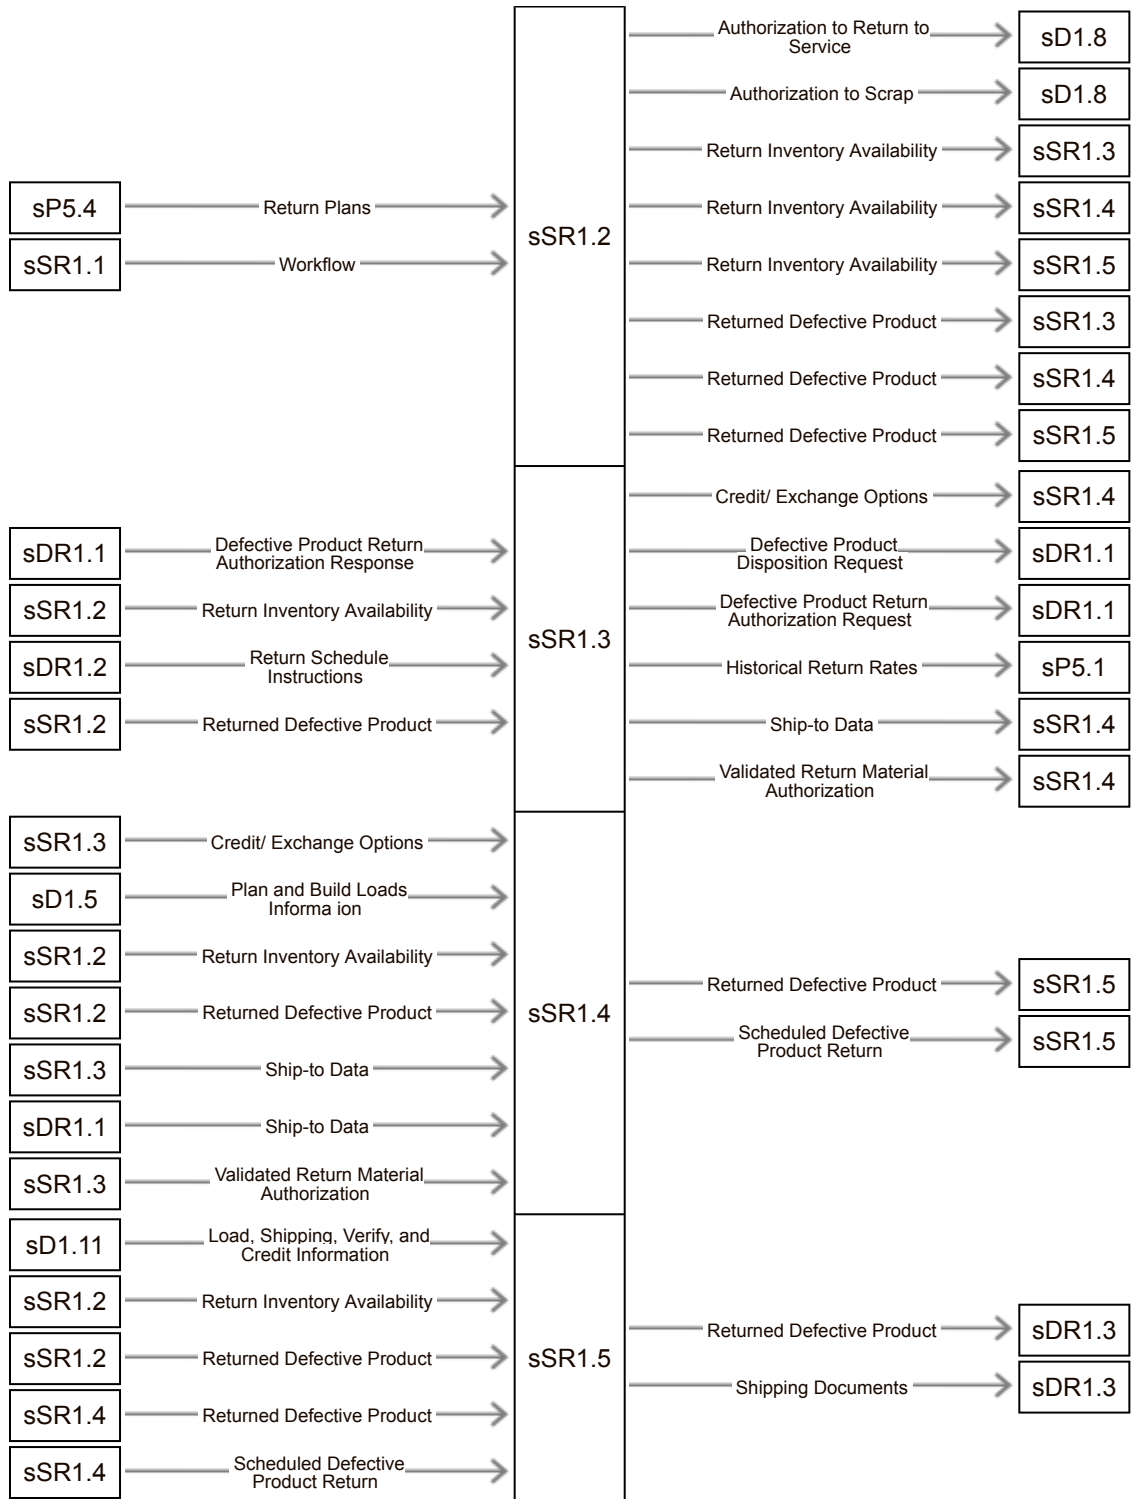 Authorization to Return to
Service
sD1.8
Authorization to Scrap
sD1.8
Return Inventory Availability
sSR1.3
sP5.4
Return Plans
Return Inventory Availability
sSR1.4
sSR1.2
sSR1.1
Workflow
Return Inventory Availability
sSR1.5
Returned Defective Product
sSR1.3
Returned Defective Product
sSR1.4
Returned Defective Product
sSR1.5
Credit/ Exchange Options
sSR1.4
sDR1.1
Defective Product Return
Authorization Response
Defective Product
Disposition Request
sDR1.1
sSR1.2
Return Inventory Availability
Defective Product Return
Authorization Request
sDR1.1
sSR1.3
sDR1.2
Return Schedule
Instructions
Historical Return Rates
sP5.1
sSR1.2
Returned Defective Product
Ship-to Data
sSR1.4
Validated Return Material
Authorization
sSR1.4
sSR1.3
Credit/ Exchange Options
sD1.5
Plan and Build Loads
Informa ion
sSR1.2
Return Inventory Availability
Returned Defective Product
sSR1.5
sSR1.2
Returned Defective Product
sSR1.4
Scheduled Defective
Product Return
sSR1.5
sSR1.3
Ship-to Data
sDR1.1
Ship-to Data
sSR1.3
Validated Return Material
Authorization
sD1.11
Load, Shipping, Verify, and
Credit Information
sSR1.2
Return Inventory Availability
Returned Defective Product
sDR1.3
sSR1.2
Returned Defective Product
sSR1.5
Shipping Documents
sDR1.3
sSR1.4
Returned Defective Product
sSR1.4
Scheduled Defective
Product Return